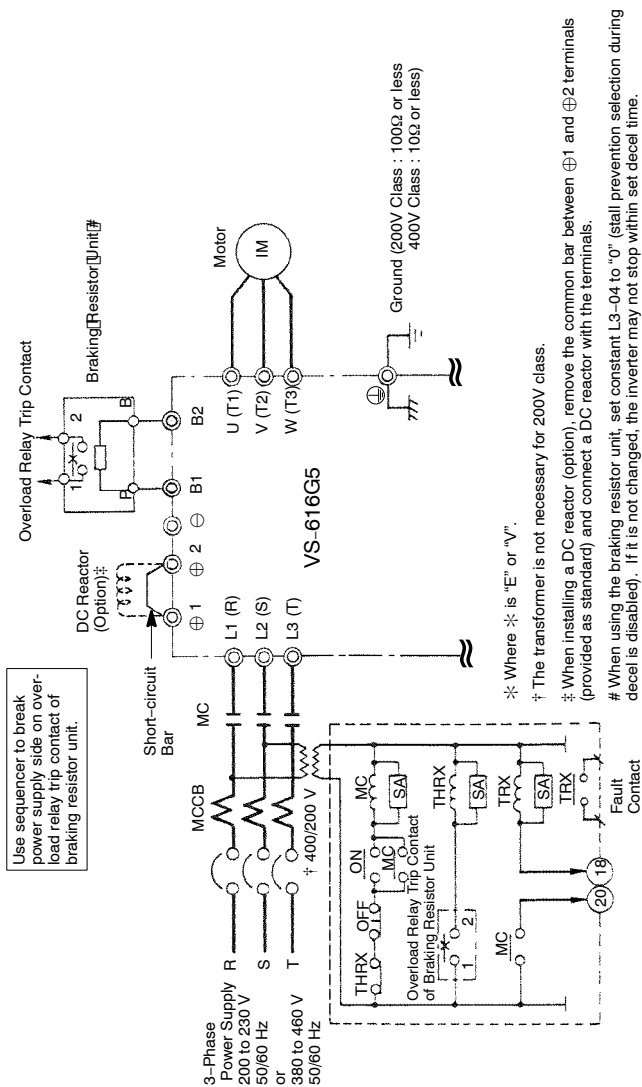 Use sequencer to break
power supply side on over-
load relay trip contact of
braking resistor unit.
Overload Relay Trip Contact
1
2
P
B
Braking Resistor Unit #
DC Reactor
(Option)‡
Short–circuit
Bar
⊕ 1
⊕ 2
⊖
B1
B2
3–Phase
Power Supply
200 to 230 V
50/60 Hz
or
380 to 460 V
50/60 Hz
R
S
T
MCCB
MC
L1 (R)
L2 (S)
L3 (T)
VS–616G5
U (T1)
V (T2)
W (T3)
Motor
IM
Ground (200V Class : 100Ω or less
400V Class : 10Ω or less)
† 400/200 V
THRX
OFF
ON
MC
MC
SA
Overload Relay Trip Contact
of Braking Resistor Unit
1
2
THRX
SA
MC
TRX
SA
TRX
20
18
Fault
Contact
✻ Where ✻ is “E” or “V”.
† The transformer is not necessary for 200V class.
‡ When installing a DC reactor (option), remove the common bar between ⊕1 and ⊕2 terminals
(provided as standard) and connect a DC reactor with the terminals.
# When using the braking resistor unit, set constant L3–04 to “0” (stall prevention selection during
decel is disabled). If it is not changed, the inverter may not stop within set decel time.